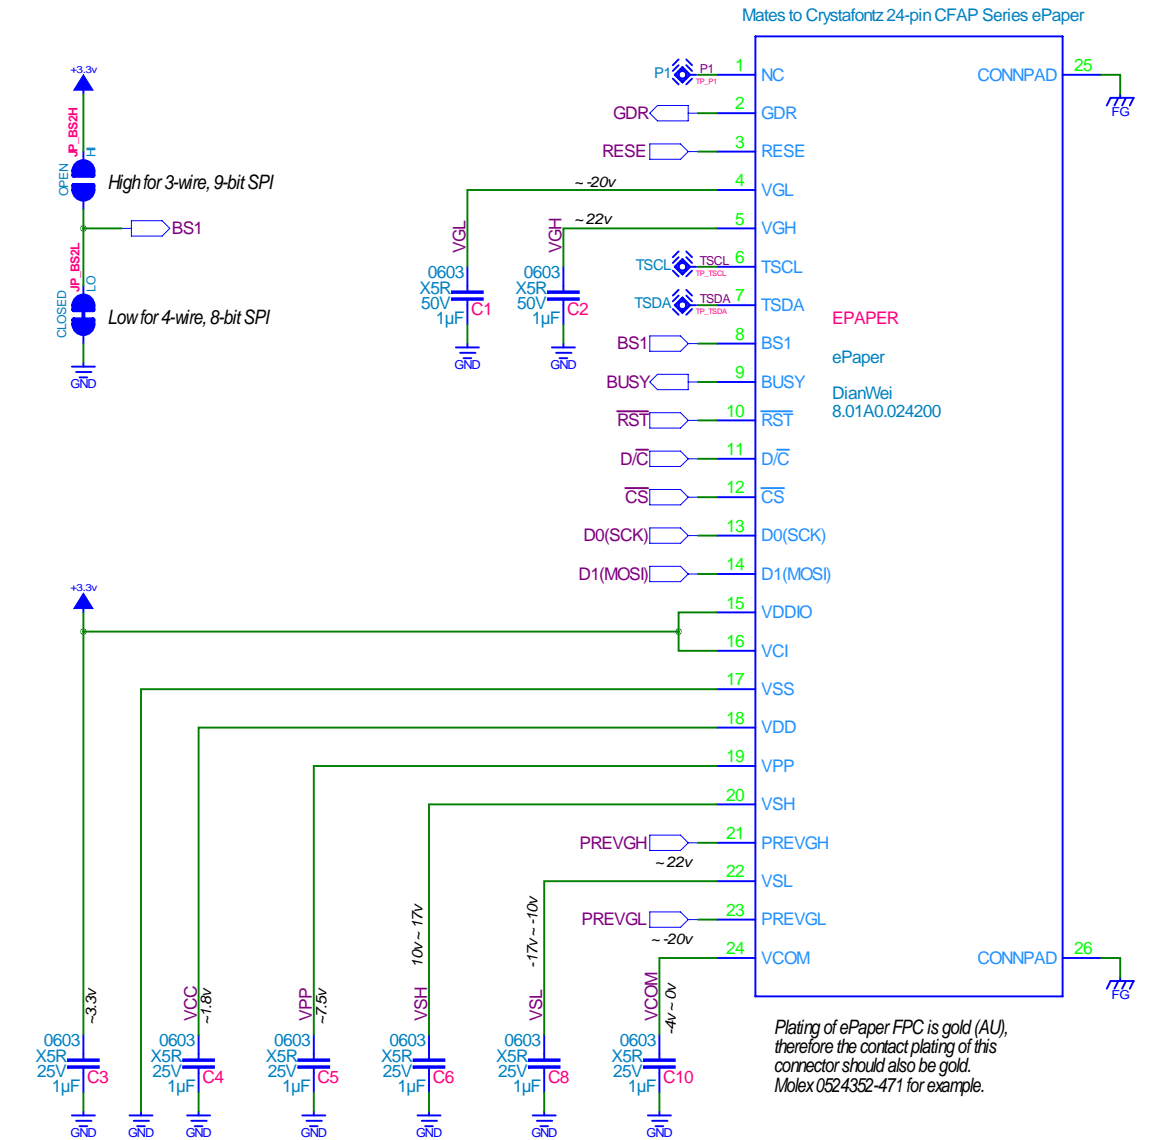 Mates to Crystafontz 24-pin CFAP Series ePaper
+3.3v
JP_BS2H
HI
OPEN
High for 3-wire, 9-bit SPI
BS1
JP_BS2L
LO
CLOSED
Low for 4-wire, 8-bit SPI
GND
P1 P1 TP_P1 1 NC
GDR 2 GDR
RESE 3 RESE
~ -20v 4 VGL
~ 22v 5 VGH
VGL
VGH
TSCL TSCL TP_TSCL 6 TSCL
TSDA TSDA TP_TSDA 7 TSDA
0603
X5R
50V
1µF
C1
GND
0603
X5R
50V
1µF
C2
GND
BS1 8 BS1
BUSY 9 BUSY
RST 10 RST
D/C 11 D/C
CS 12 CS
D0(SCK) 13 D0(SCK)
D1(MOSI) 14 D1(MOSI)
+3.3v
15 VDDIO
16 VCI
17 VSS
18 VDD
19 VPP
20 VSH
PREVGH 21 PREVGH
~ 22v
22 VSL
PREVGL 23 PREVGL
~ -20v
24 VCOM
CONNPAD 25
FG
EPAPER
ePaper
DianWei
8.01A0.024200
CONNPAD 26
FG
~3.3v
VCC
~1.8v
VPP
~7.5v
VSH
10v ~ 17v
VSL
-17v ~ -10v
VCOM
-4v ~ 0v
0603
X5R
25V
1µF
C3
GND
GND
0603
X5R
25V
1µF
C4
GND
0603
X5R
25V
1µF
C5
GND
0603
X5R
25V
1µF
C6
GND
0603
X5R
25V
1µF
C8
GND
0603
X5R
25V
1µF
C10
GND
Plating of ePaper FPC is gold (AU),
therefore the contact plating of this
connector should also be gold.
Molex 0524352-471 for example.